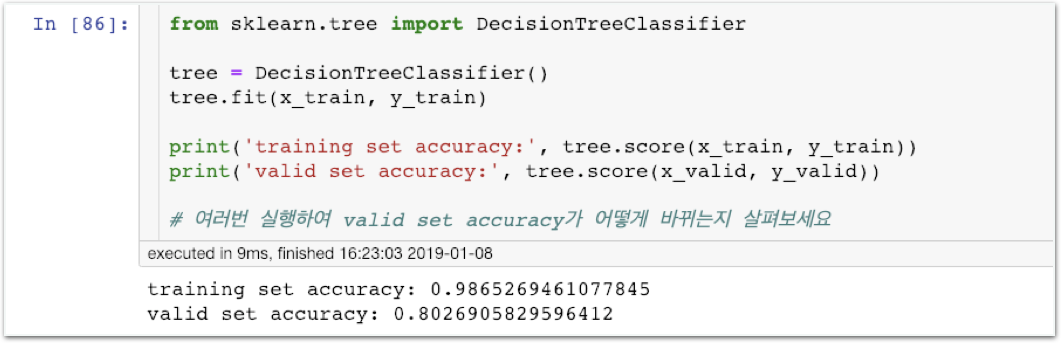 In [86]:
from sklearn.tree import DecisionTreeClassifier
tree = DecisionTreeClassifier()
tree.fit(x_train, y_train)
print('training set accuracy:', tree.score(x_train, y_train))
print('valid set accuracy:', tree.score(x_valid, y_valid))
# 여러번 실행하여 valid set accuracy가 어떻게 바뀌는지 살펴보세요
executed in 9ms, finished 16:23:03 2019-01-08
training set accuracy: 0.9865269461077845
valid set accuracy: 0.8026905829596412